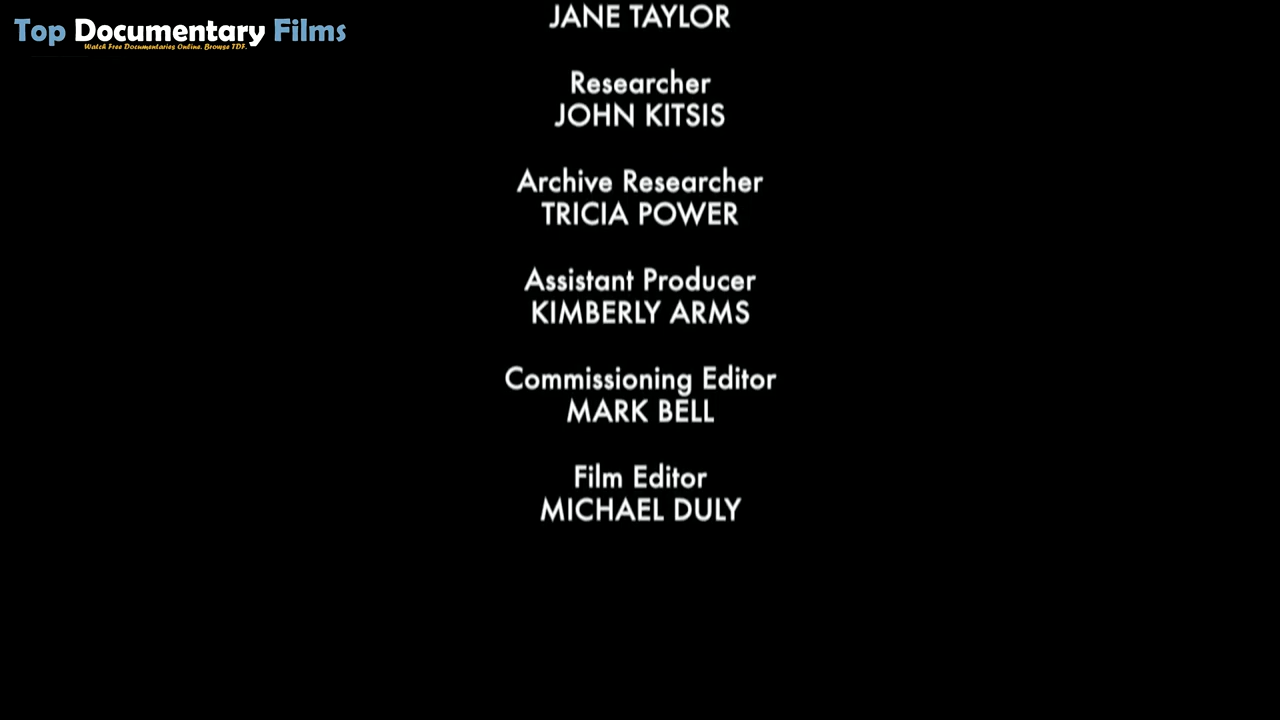 Top Documentary Films
Watch Free Documentaries Online. Browse TDF.
JANE TAYLOR
Researcher
JOHN KITSIS
Archive Researcher
TRICIA POWER
Assistant Producer
KIMBERLY ARMS
Commissioning Editor
MARK BELL
Film Editor
MICHAEL DULY